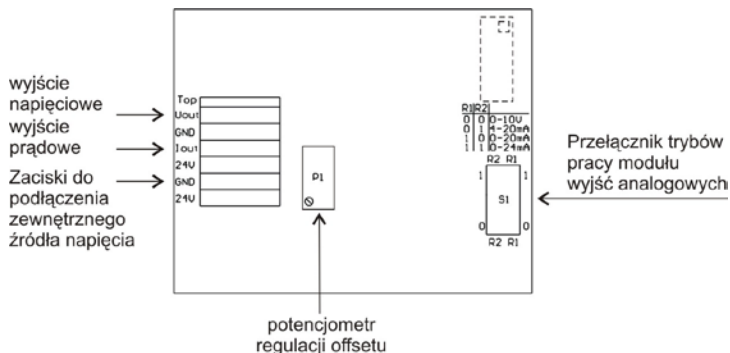 wyjście
napięciowe
wyjście
prądowe
Zaciski do
podłączenia
zewnętrznego
źródła napięcia
Top
Uout
GND
Iout
24V
GND
24V
P1
potencjometr
regulacji offsetu
R1 R2
0 0 0-10V
0 1 4-20mA
1 0 0-20mA
1 1 0-24mA
R2 R1
1 1
S1
0 0
R2 R1
Przełącznik trybów
pracy modułu
wyjść analogowych